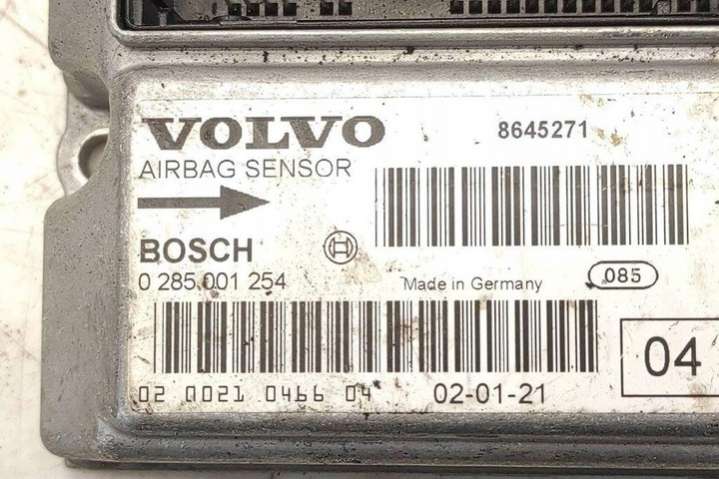 VOLVO 8645271
AIRBAG SENSOR
BOSCH
0 285 001 254 Made in Germany 085
04
02 0021 0466 04 02-01-21